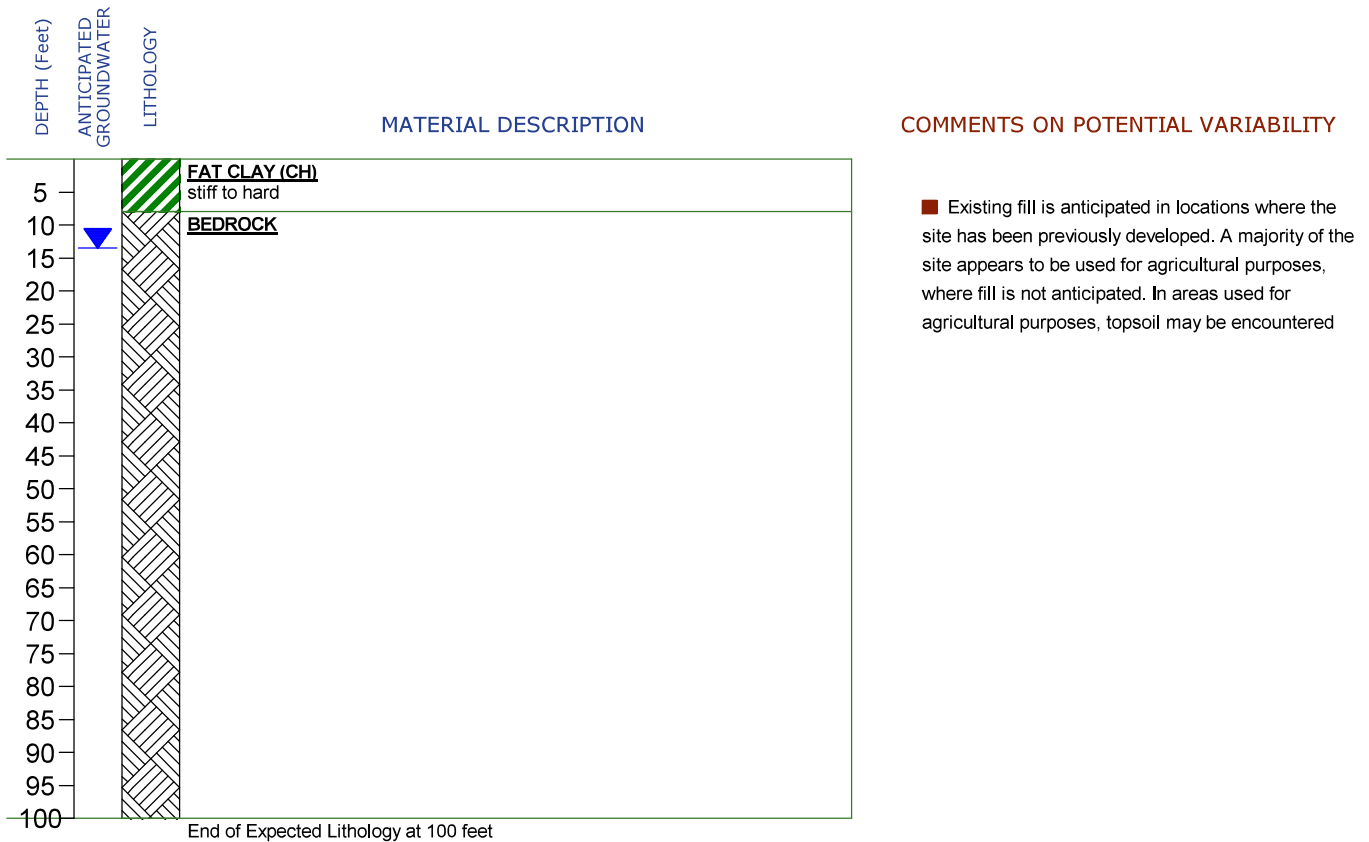 DEPTH (Feet)
ANTICIPATED
GROUNDWATER
LITHOLOGY
MATERIAL DESCRIPTION
COMMENTS ON POTENTIAL VARIABILITY
FAT CLAY (CH)
stiff to hard
BEDROCK
5
10
15
20
25
30
35
40
45
50
55
60
65
70
75
80
85
90
95
100
End of Expected Lithology at 100 feet
Existing fill is anticipated in locations where the
site has been previously developed. A majority of the
site appears to be used for agricultural purposes,
where fill is not anticipated. In areas used for
agricultural purposes, topsoil may be encountered